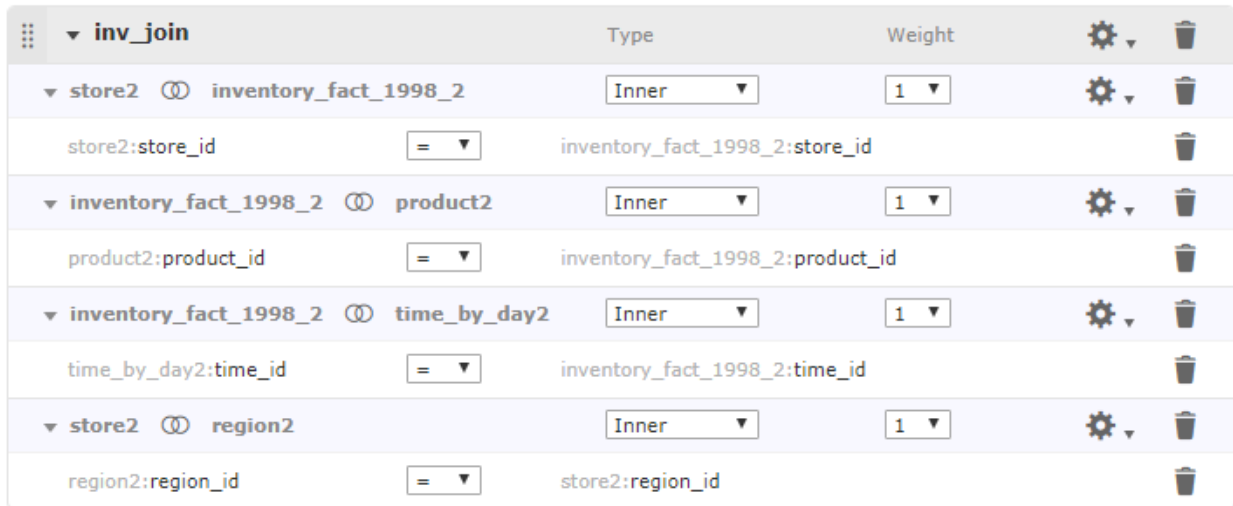 inv_join Type Weight
store2 inventory_fact_1998_2 Inner 1
store2:store_id = inventory_fact_1998_2:store_id
inventory_fact_1998_2 product2 Inner 1
product2:product_id = inventory_fact_1998_2:product_id
inventory_fact_1998_2 time_by_day2 Inner 1
time_by_day2:time_id = inventory_fact_1998_2:time_id
store2 region2 Inner 1
region2:region_id = store2:region_id